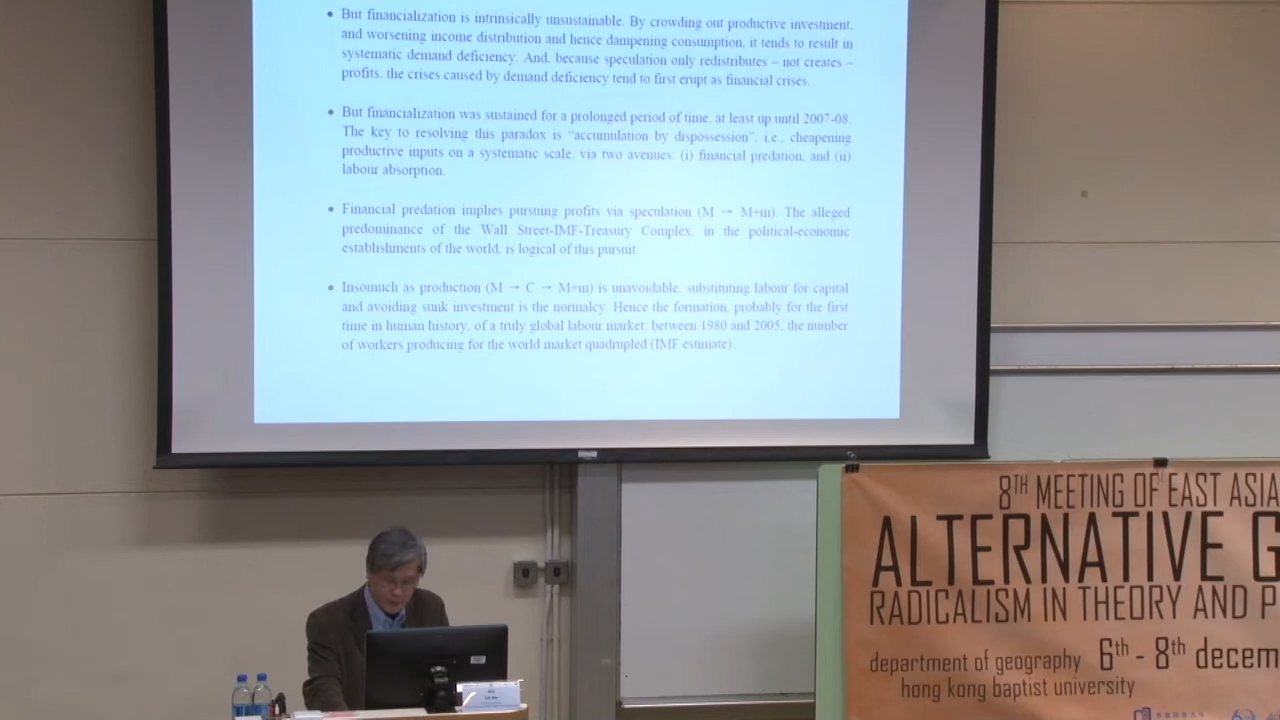 • But financialization is intrinsically unsustainable. By crowding out productive investment,
and worsening income distribution and hence dampening consumption, it tends to result in
systematic demand deficiency. And, because speculation only redistributes – not creates –
profits, the crises caused by demand deficiency tend to first erupt as financial crises.
• But financialization was sustained for a prolonged period of time, at least up until 2007-08.
The key to resolving this paradox is “accumulation by dispossession”, i.e., cheapening
productive inputs on a systematic scale, via two avenues: (i) financial predation, and (ii)
labour absorption.
• Financial predation implies pursuing profits via speculation (M → M+m). The alleged
predominance of the Wall Street-IMF-Treasury Complex, in the political-economic
establishments of the world, is logical of this pursuit.
• Insomuch as production (M → C → M+m) is unavoidable, substituting labour for capital
and avoiding sunk investment is the normalcy. Hence the formation, probably for the first
time in human history, of a truly global labour market: between 1980 and 2005, the number
of workers producing for the world market quadrupled (IMF estimate).
8TH MEETING OF EAST ASIA
ALTERNATIVE G
RADICALISM IN THEORY AND P
department of geography 6th - 8th decem
hong kong baptist university